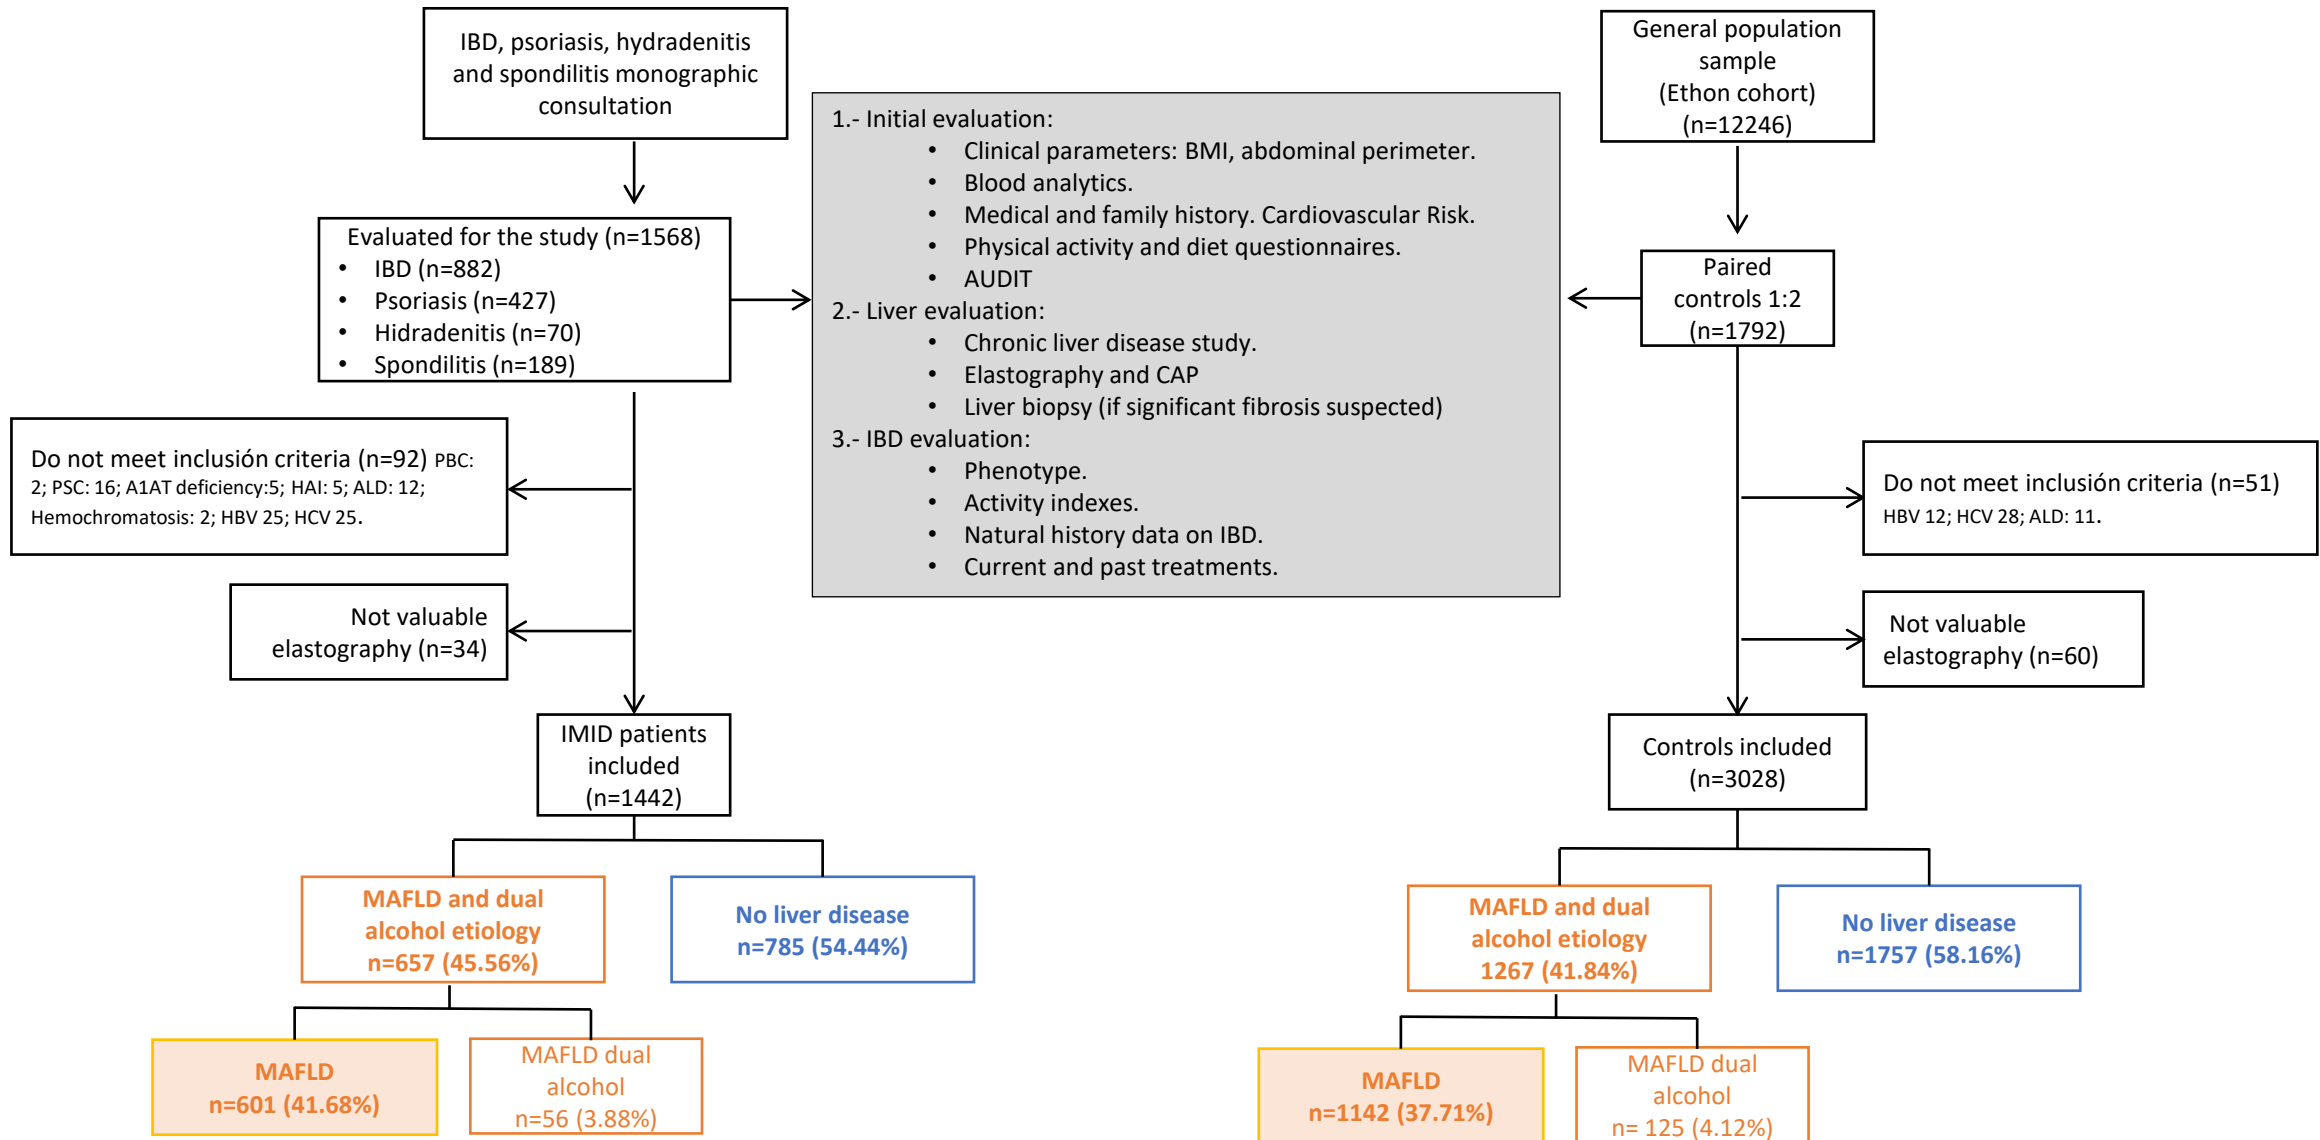 IBD, psoriasis, hydradenitis
and spondilitis monographic
consultation
General population
sample
(Ethon cohort)
(n=12246)
Evaluated for the study (n=1568)
• IBD (n=882)
• Psoriasis (n=427)
• Hidradenitis (n=70)
• Spondilitis (n=189)
1.- Initial evaluation:
• Clinical parameters: BMI, abdominal perimeter.
• Blood analytics.
• Medical and family history. Cardiovascular Risk.
• Physical activity and diet questionnaires.
• AUDIT
2.- Liver evaluation:
• Chronic liver disease study.
• Elastography and CAP
• Liver biopsy (if significant fibrosis suspected)
3.- IBD evaluation:
• Phenotype.
• Activity indexes.
• Natural history data on IBD.
• Current and past treatments.
Paired
controls 1:2
(n=1792)
Do not meet inclusión criteria (n=92) PBC:
2; PSC: 16; A1AT deficiency:5; HAI: 5; ALD: 12;
Hemochromatosis: 2; HBV 25; HCV 25.
Do not meet inclusión criteria (n=51)
HBV 12; HCV 28; ALD: 11.
Not valuable
elastography (n=34)
Not valuable
elastography (n=60)
IMID patients
included
(n=1442)
Controls included
(n=3028)
MAFLD and dual
alcohol etiology
n=657 (45.56%)
No liver disease
n=785 (54.44%)
MAFLD and dual
alcohol etiology
1267 (41.84%)
No liver disease
n=1757 (58.16%)
MAFLD
n=601 (41.68%)
MAFLD dual
alcohol
n=56 (3.88%)
MAFLD
n=1142 (37.71%)
MAFLD dual
alcohol
n= 125 (4.12%)